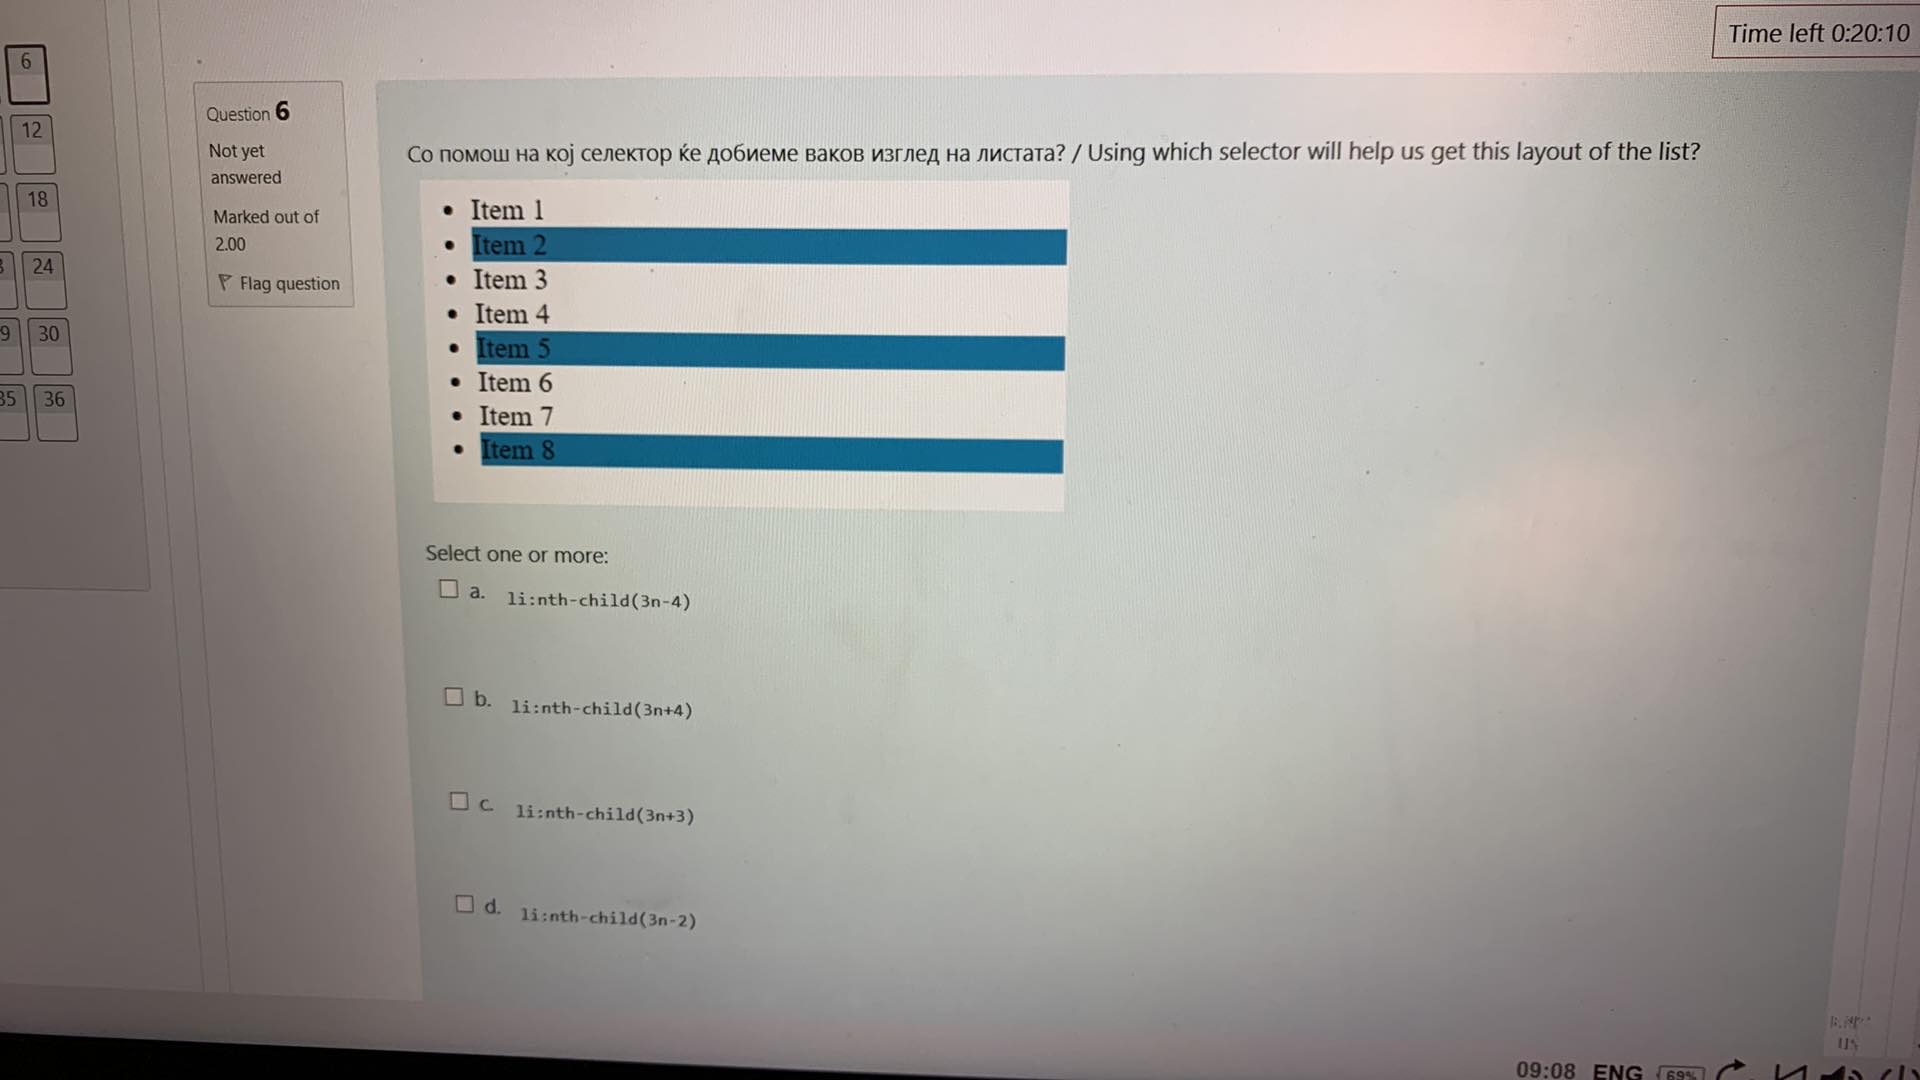 Time left 0:20:10
6
12
18
24
9
30
35
36
Question 6
Not yet
answered
Marked out of
2.00
Flag question
Со помош на кој селектор ќе добиеме ваков изглед на листата? / Using which selector will help us get this layout of the list?
• Item 1
• Item 2
• Item 3
• Item 4
• Item 5
• Item 6
• Item 7
• Item 8
Select one or more:
a. li:nth-child(3n-4)
b. li:nth-child(3n+4)
c. li:nth-child(3n+3)
d. li:nth-child(3n-2)
09:08 ENG 69%